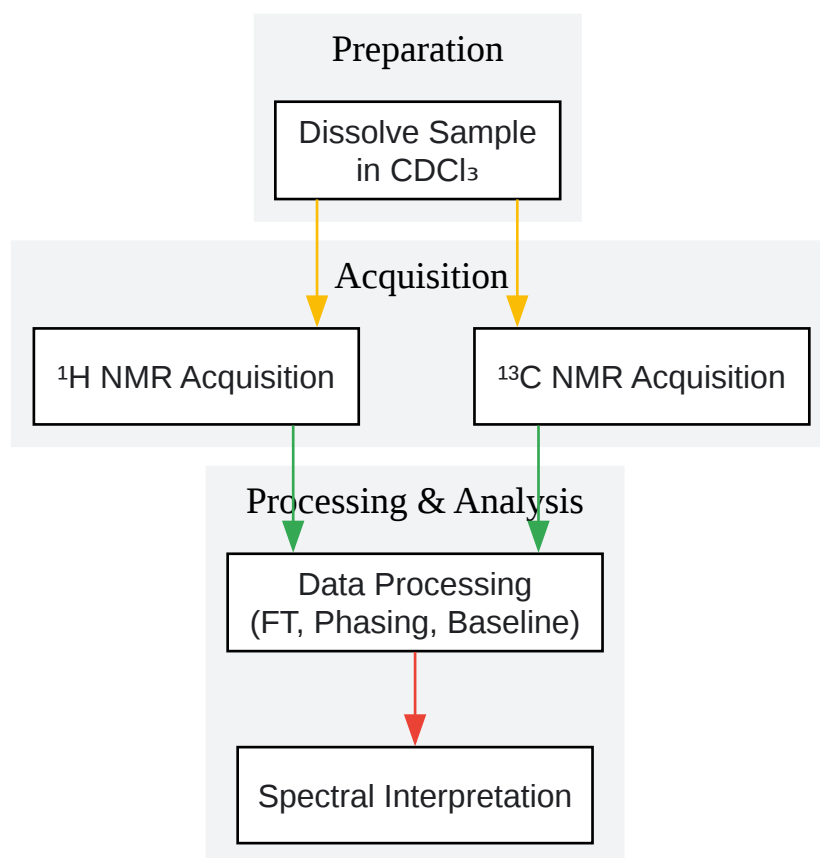 Preparation
Dissolve Sample
in CDCl₃
Acquisition
¹H NMR Acquisition
¹³C NMR Acquisition
Processing & Analysis
Data Processing
(FT, Phasing, Baseline)
Spectral Interpretation